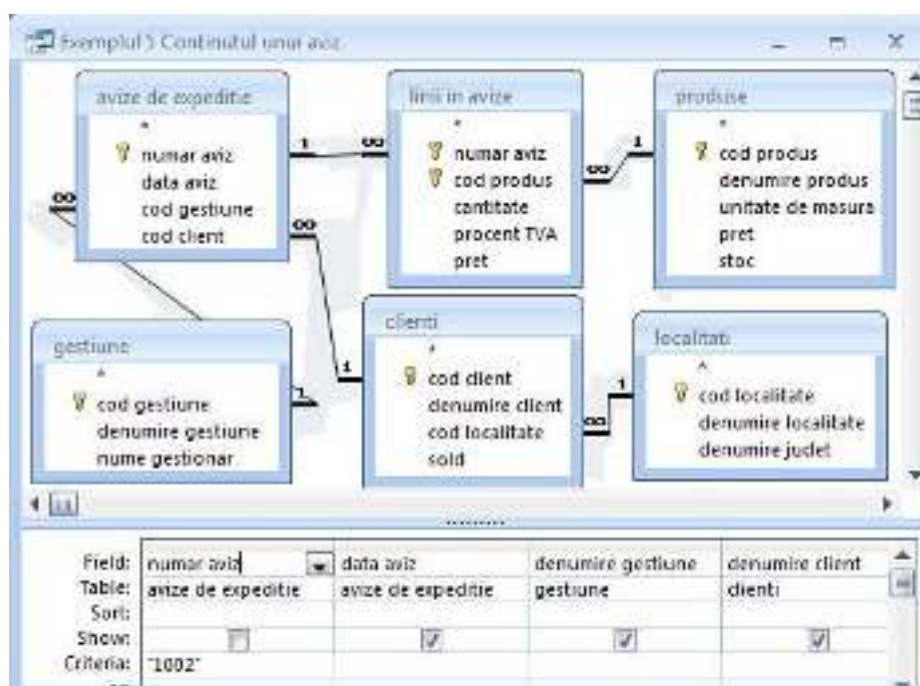 Exemplul 5 Continutul unui aviz
avize de expeditie
*
numar aviz
data aviz
cod gestiune
cod client
linii in avize
*
numar aviz
cod produs
cantitate
procent TVA
pret
produse
*
cod produs
denumire produs
unitate de masura
pret
stoc
gestiune
*
cod gestiune
denumire gestiune
nume gestionar
clienti
*
cod client
denumire client
cod localitate
sold
localitati
*
cod localitate
denumire localitate
denumire judet
1 ∞
∞ 1
∞
∞
1
1
1
∞
Field: numar aviz data aviz denumire gestiune denumire client
Table: avize de expeditie avize de expeditie gestiune clienti
Sort:
Show:
Criteria: "1002"